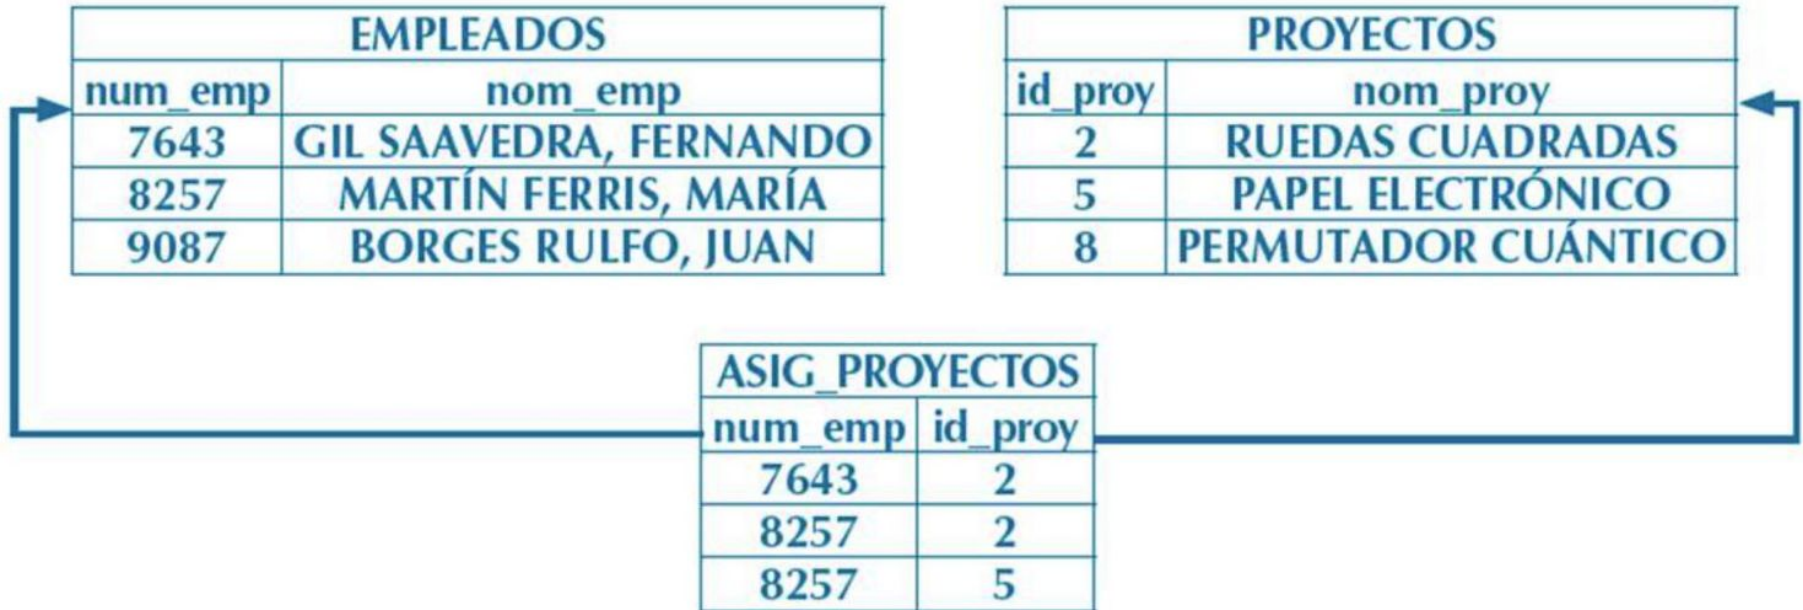 EMPLEADOS
num_emp nom_emp
7643 GIL SAAVEDRA, FERNANDO
8257 MARTÍN FERRIS, MARÍA
9087 BORGES RULFO, JUAN
PROYECTOS
id_proy nom_proy
2 RUEDAS CUADRADAS
5 PAPEL ELECTRÓNICO
8 PERMUTADOR CUÁNTICO
ASIG_PROYECTOS
num_emp id_proy
7643 2
8257 2
8257 5